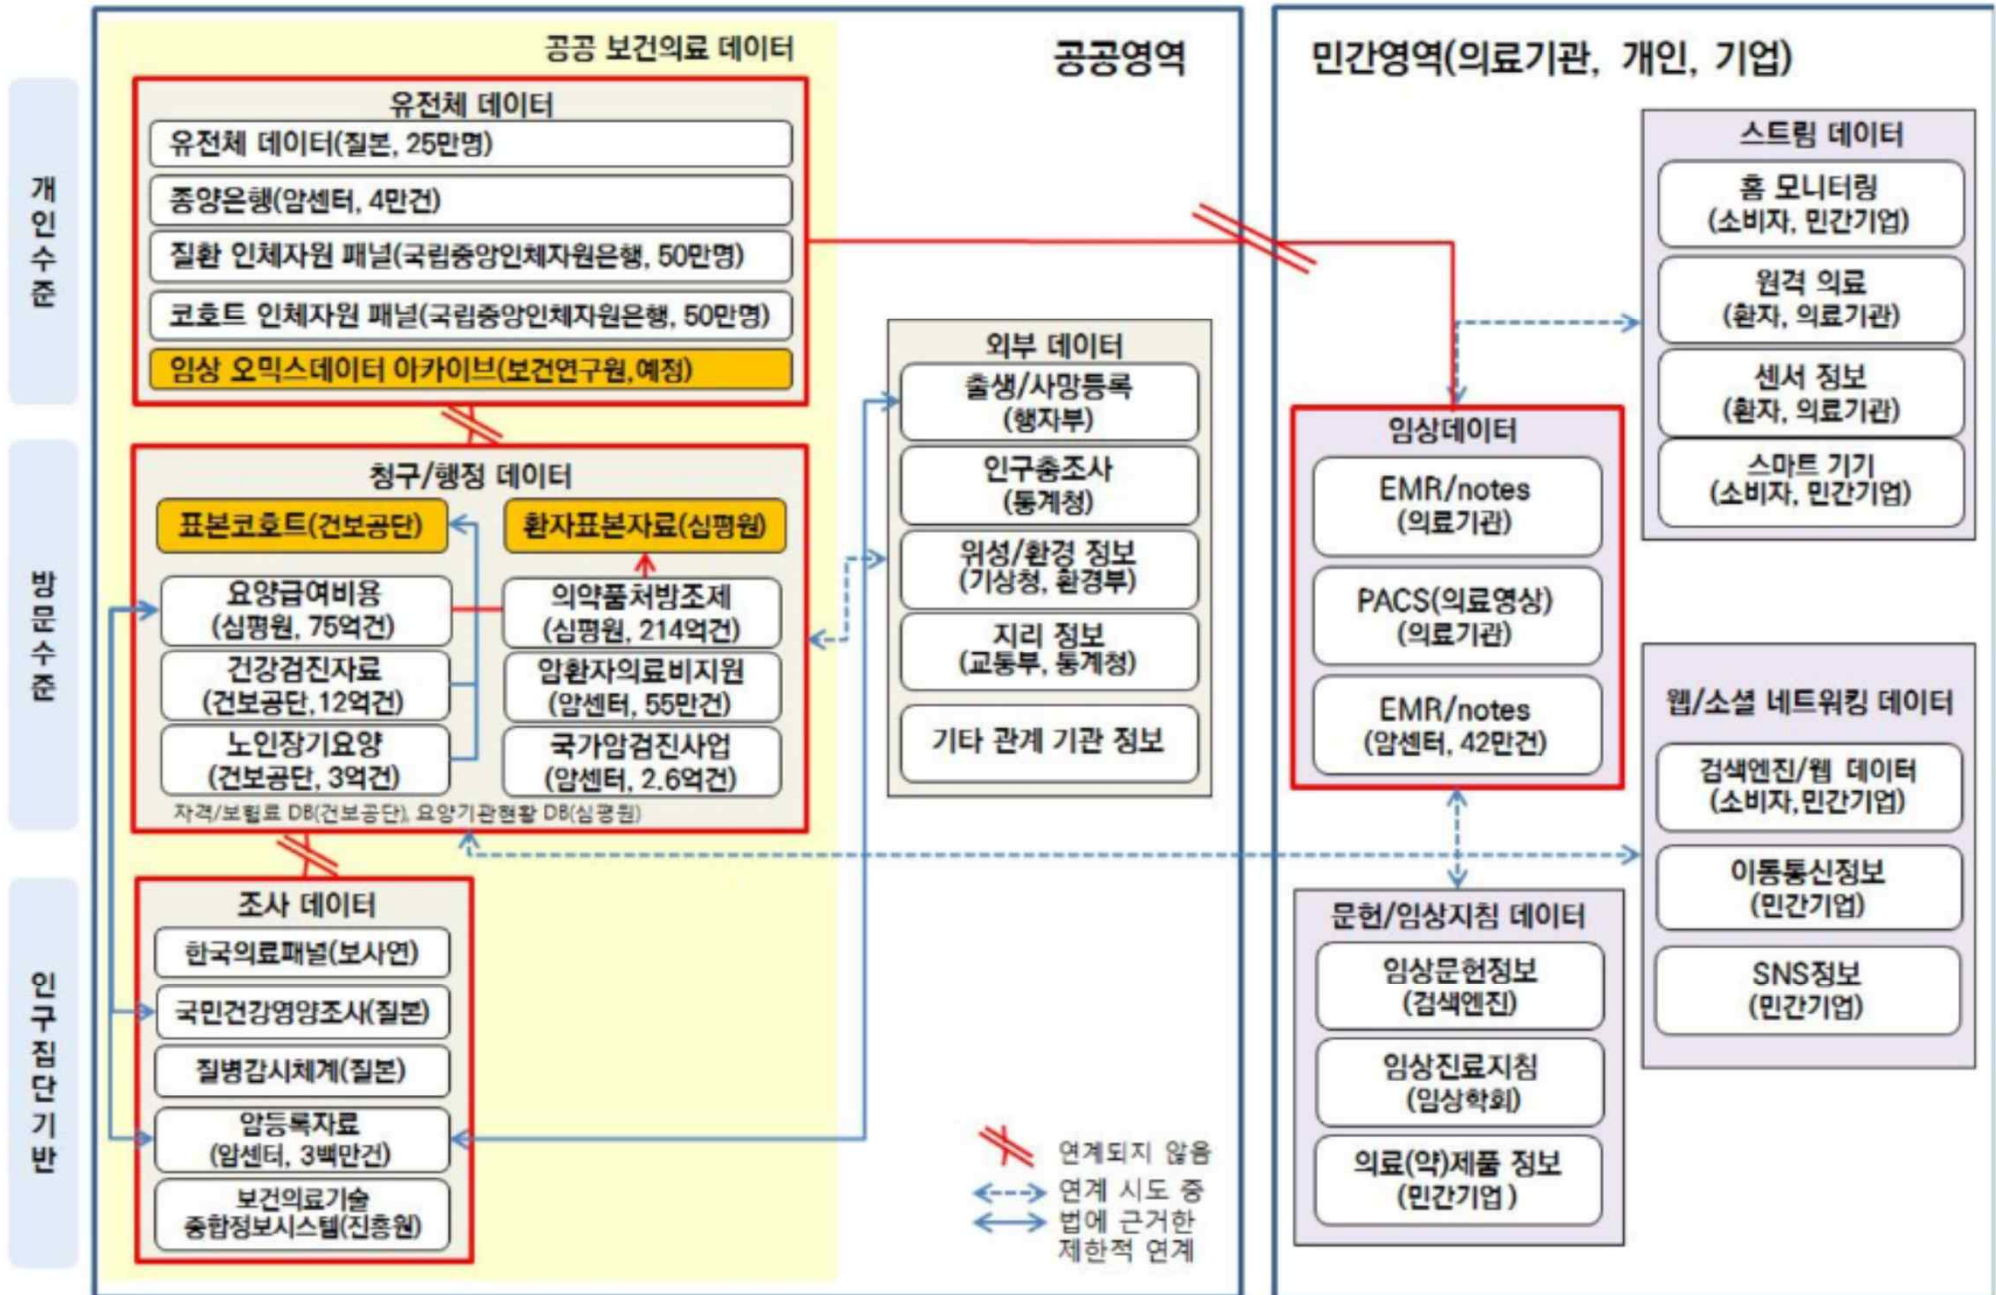 공공 보건의료 데이터
공공영역
민간영역(의료기관, 개인, 기업)
개인수준
방문수준
인구집단기반
유전체 데이터
유전체 데이터(질본, 25만명)
종양은행(암센터, 4만건)
질환 인체자원 패널(국립중앙인체자원은행, 50만명)
코호트 인체자원 패널(국립중앙인체자원은행, 50만명)
임상 오믹스데이터 아카이브(보건연구원,예정)
청구/행정 데이터
표본코호트(건보공단)
환자표본자료(심평원)
요양급여비용
(심평원, 75억건)
의약품처방조제
(심평원, 214억건)
건강검진자료
(건보공단,12억건)
암환자의료비지원
(암센터, 55만건)
노인장기요양
(건보공단, 3억건)
국가암검진사업
(암센터, 2.6억건)
자격/보험료 DB(건보공단), 요양기관현황 DB(심평원)
조사 데이터
한국의료패널(보사연)
국민건강영양조사(질본)
질병감시체계(질본)
암등록자료
(암센터, 3백만건)
보건의료기술
종합정보시스템(진흥원)
외부 데이터
출생/사망등록
(행자부)
인구총조사
(통계청)
위성/환경 정보
(기상청, 환경부)
지리 정보
(교통부, 통계청)
기타 관계 기관 정보
연계되지 않음
연계 시도 중
법에 근거한
제한적 연계
임상데이터
EMR/notes
(의료기관)
PACS(의료영상)
(의료기관)
EMR/notes
(암센터, 42만건)
문헌/임상지침 데이터
임상문헌정보
(검색엔진)
임상진료지침
(임상학회)
의료(약)제품 정보
(민간기업)
스트림 데이터
홈 모니터링
(소비자, 민간기업)
원격 의료
(환자, 의료기관)
센서 정보
(환자, 의료기관)
스마트 기기
(소비자, 민간기업)
웹/소셜 네트워킹 데이터
검색엔진/웹 데이터
(소비자,민간기업)
이동통신정보
(민간기업)
SNS정보
(민간기업)